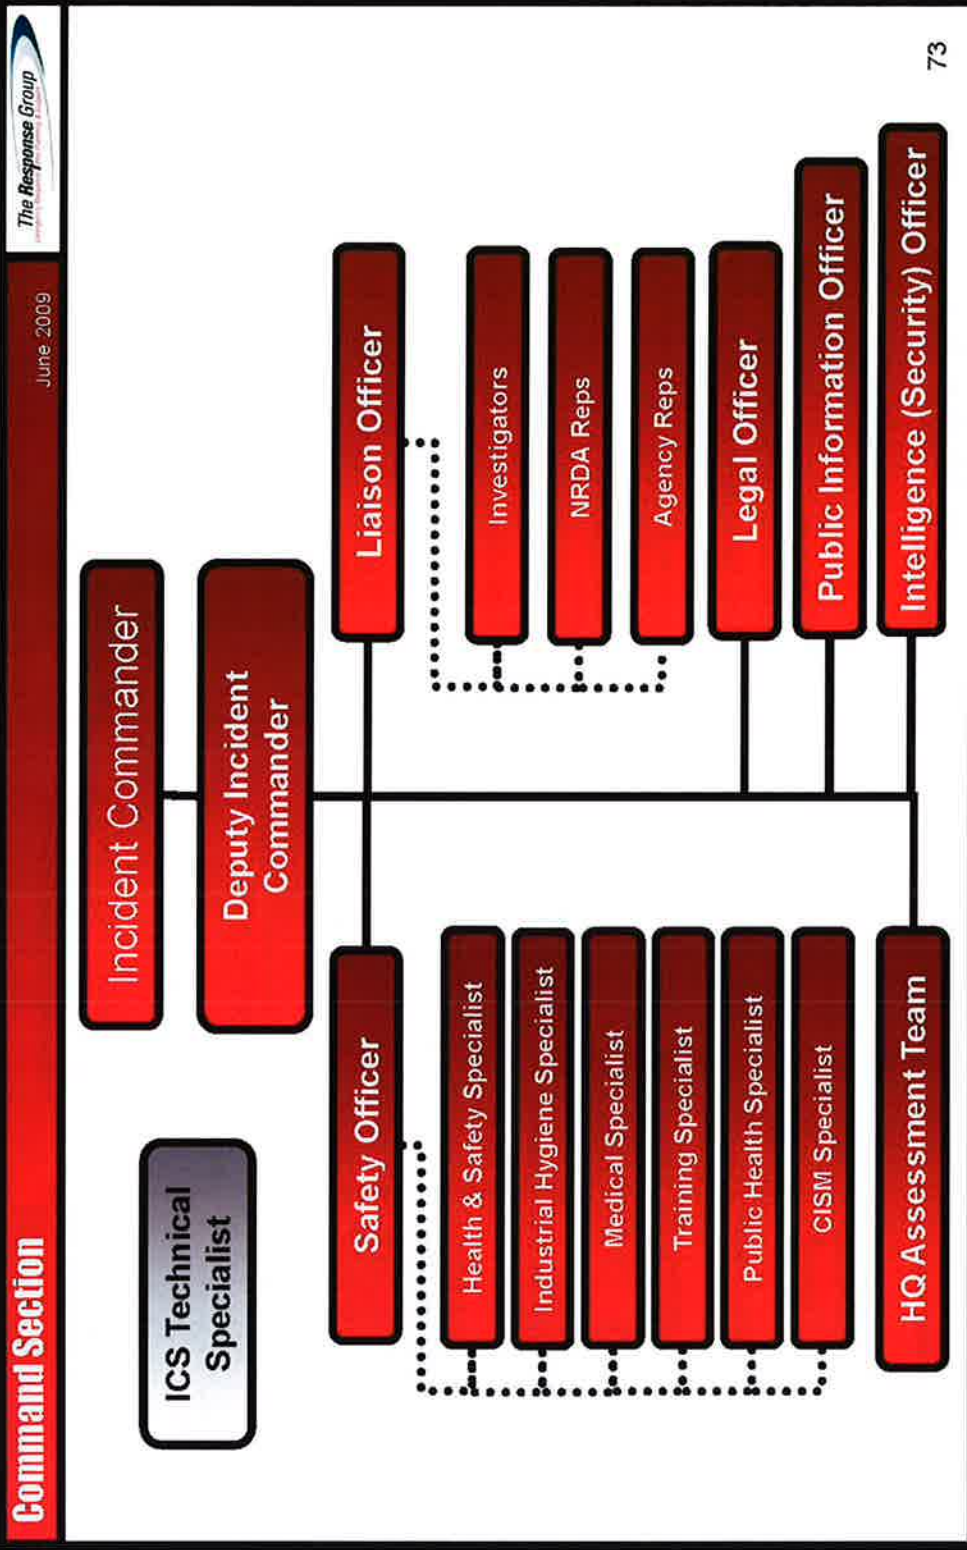 Command Section
June 2009
The Response Group
Incident Commander
ICS Technical
Specialist
Deputy Incident
Commander
Safety Officer
Liaison Officer
Health & Safety Specialist
Industrial Hygiene Specialist
Medical Specialist
Training Specialist
Public Health Specialist
CISM Specialist
Investigators
NRDA Reps
Agency Reps
Legal Officer
Public Information Officer
HQ Assessment Team
Intelligence (Security) Officer
73